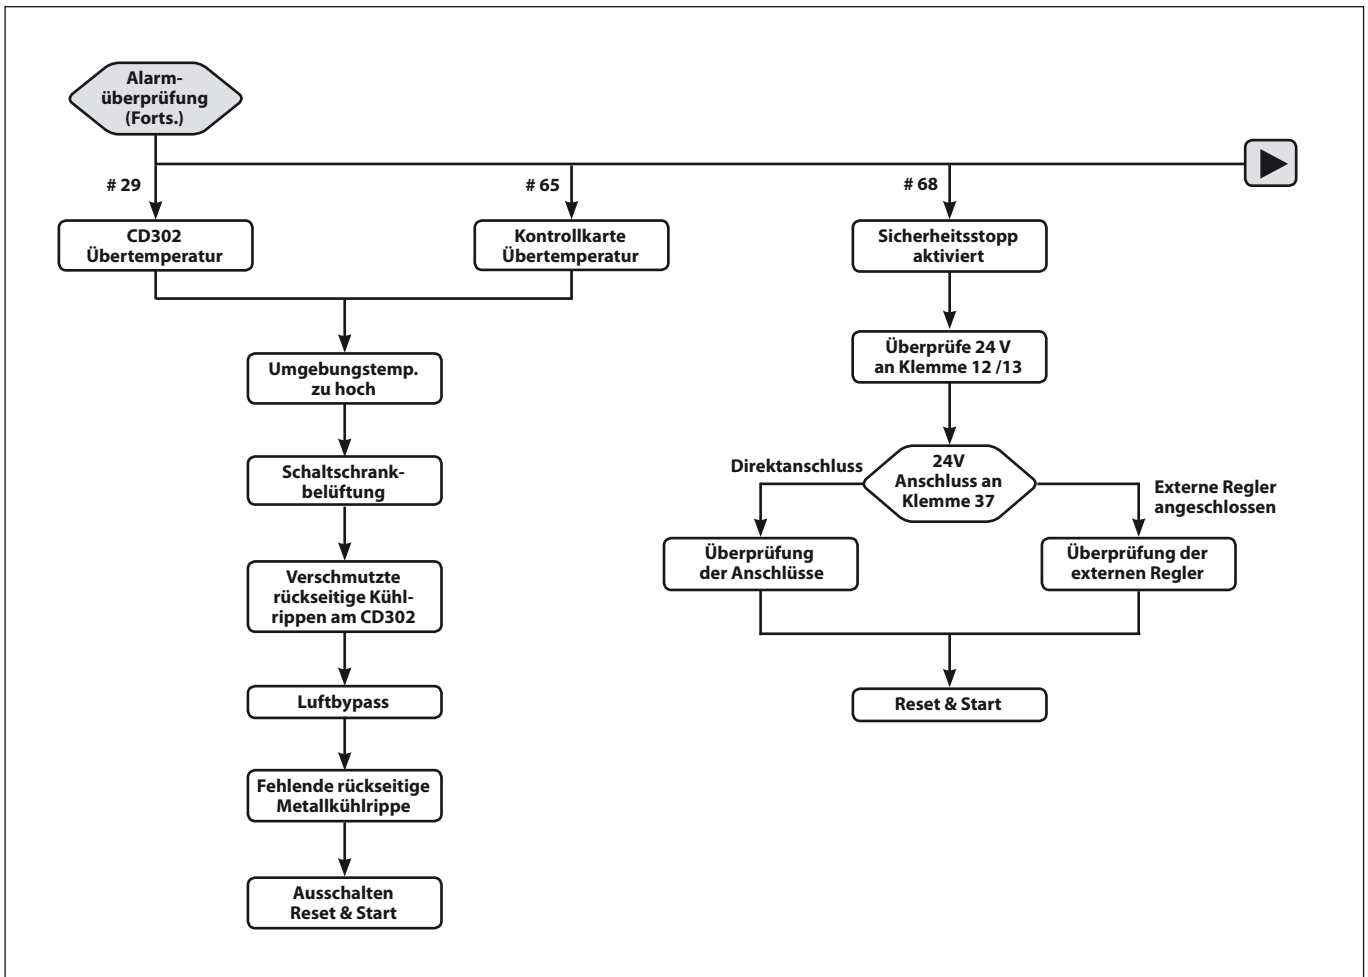 Alarm-
überprüfung
(Forts.)
# 29
# 65
# 68
CD302
Übertemperatur
Kontrollkarte
Übertemperatur
Sicherheitsstopp
aktiviert
Umgebungstemp.
zu hoch
Überprüfe 24 V
an Klemme 12 /13
Schaltschrank-
belüftung
Direktanschluss
24V
Anschluss an
Klemme 37
Externe Regler
angeschlossen
Verschmutzte
rückseitige Kühl-
rippen am CD302
Überprüfung
der Anschlüsse
Überprüfung der
externen Regler
Luftbypass
Reset & Start
Fehlende rückseitige
Metallkühlrippe
Ausschalten
Reset & Start